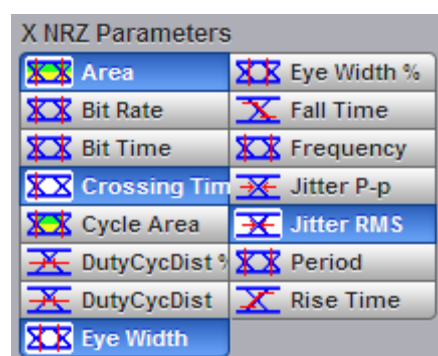 X NRZ Parameters
Area
Eye Width %
Bit Rate
Fall Time
Bit Time
Frequency
Crossing Tim
Jitter P-p
Cycle Area
Jitter RMS
DutyCycDist %
Period
DutyCycDist
Rise Time
Eye Width